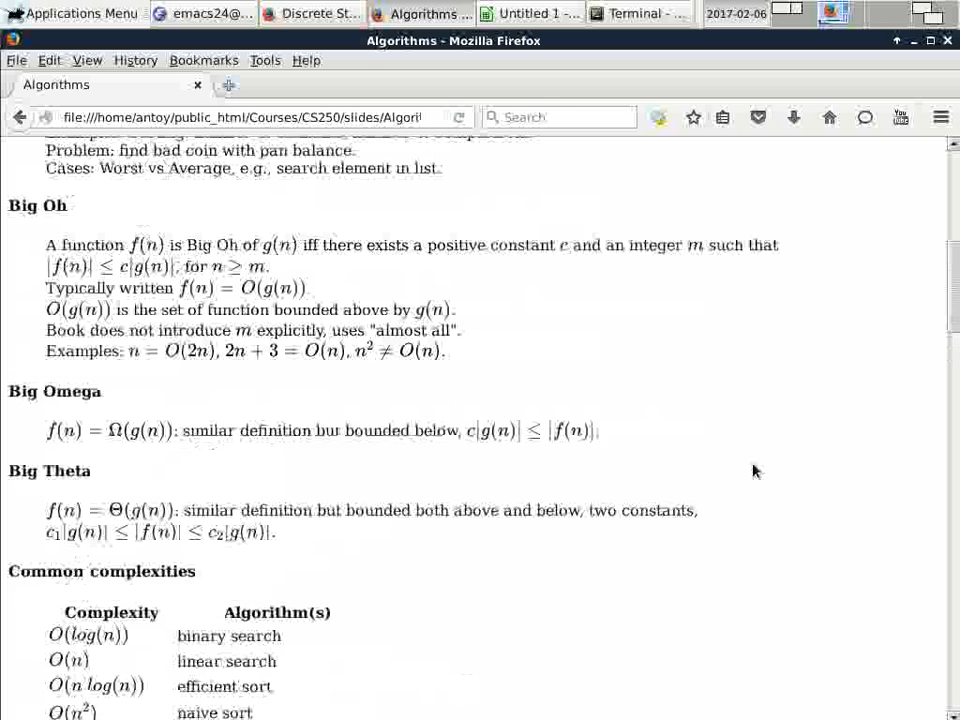 Applications Menu
emacs24@...
Discrete St...
Algorithms ...
Untitled 1 -...
Terminal - ...
2017-02-06
Algorithms - Mozilla Firefox
File Edit View History Bookmarks Tools Help
Algorithms
file:///home/antoy/public_html/Courses/CS250/slides/Algorit
Search
You
Problem: find bad coin with pan balance.
Cases: Worst vs Average, e.g., search element in list.
Big Oh
A function f(n) is Big Oh of g(n) iff there exists a positive constant c and an integer m such that
|f(n)| ≤ c|g(n)|, for n ≥ m.
Typically written f(n) = O(g(n))
O(g(n)) is the set of function bounded above by g(n).
Book does not introduce m explicitly, uses "almost all".
Examples: n = O(2n), 2n + 3 = O(n), n² ≠ O(n).
Big Omega
f(n) = Ω(g(n)): similar definition but bounded below, c|g(n)| ≤ |f(n)|.
Big Theta
f(n) = Θ(g(n)): similar definition but bounded both above and below, two constants,
c₁|g(n)| ≤ |f(n)| ≤ c₂|g(n)|.
Common complexities
Complexity Algorithm(s)
O(log(n)) binary search
O(n) linear search
O(n log(n)) efficient sort
O(n²) naive sort